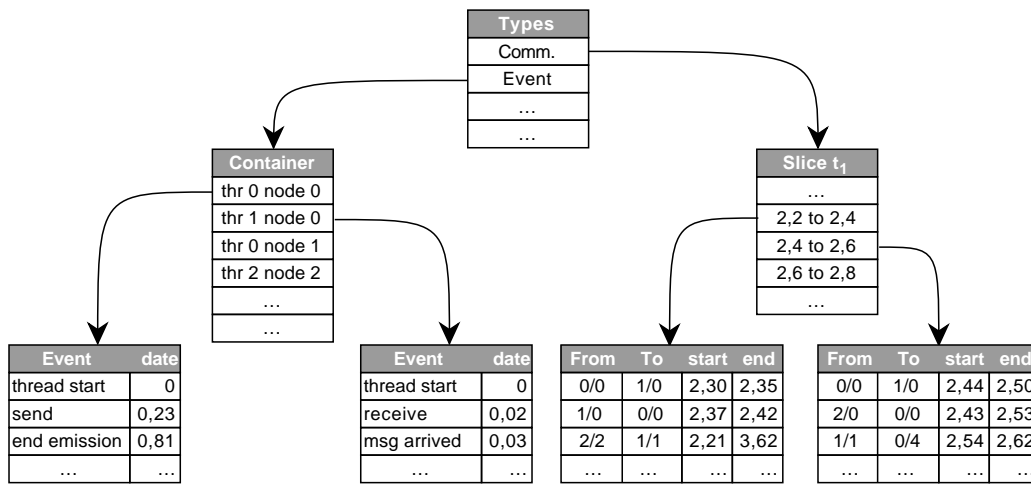 Types
Comm.
Event
...
...
Container
thr 0 node 0
thr 1 node 0
thr 0 node 1
thr 2 node 2
...
...
Slice t₁
...
2,2 to 2,4
2,4 to 2,6
2,6 to 2,8
...
Event date
thread start 0
send 0,23
end emission 0,81
... ...
Event date
thread start 0
receive 0,02
msg arrived 0,03
... ...
From To start end
0/0 1/0 2,30 2,35
1/0 0/0 2,37 2,42
2/2 1/1 2,21 3,62
... ... ... ...
From To start end
0/0 1/0 2,44 2,50
2/0 0/0 2,43 2,53
1/1 0/4 2,54 2,62
... ... ... ...